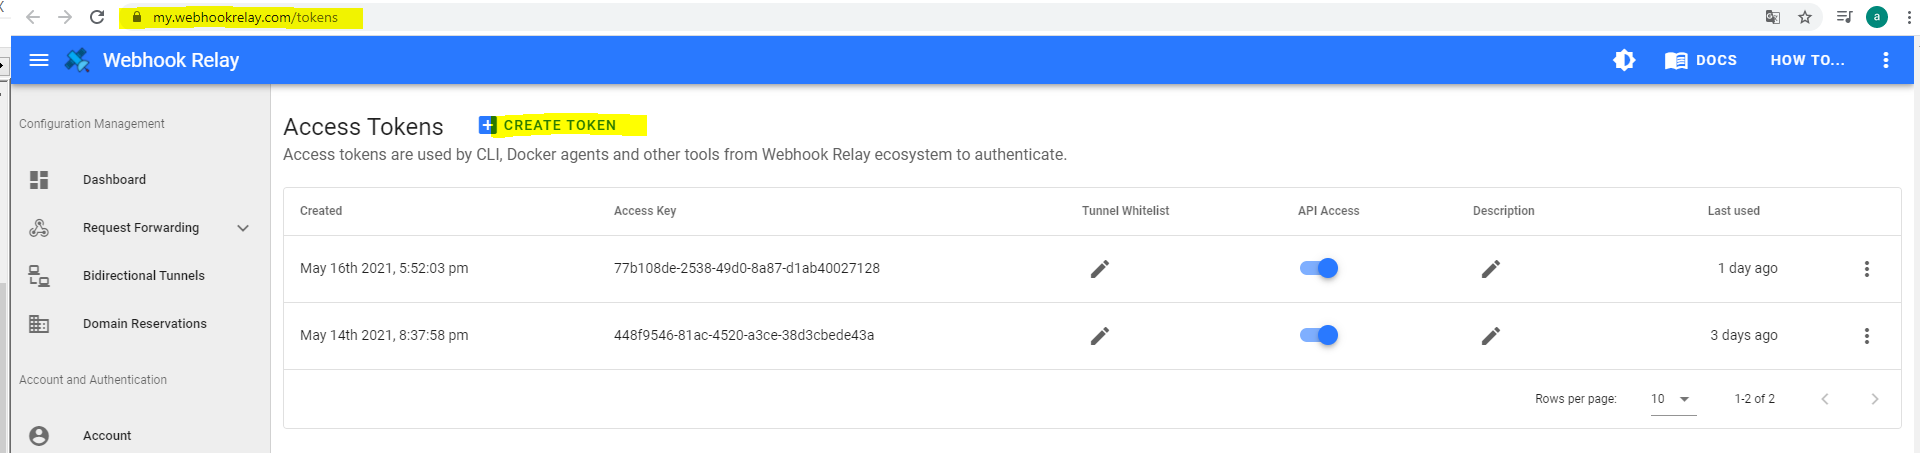 my.webhookrelay.com/tokens
a
Webhook Relay
DOCS
HOW TO...
Configuration Management
Dashboard
Request Forwarding
Bidirectional Tunnels
Domain Reservations
Account and Authentication
Account
Access Tokens
CREATE TOKEN
Access tokens are used by CLI, Docker agents and other tools from Webhook Relay ecosystem to authenticate.
Created Access Key Tunnel Whitelist API Access Description Last used
May 16th 2021, 5:52:03 pm 77b108de-2538-49d0-8a87-d1ab40027128 1 day ago
May 14th 2021, 8:37:58 pm 448f9546-81ac-4520-a3ce-38d3cbede43a 3 days ago
Rows per page: 10 1-2 of 2